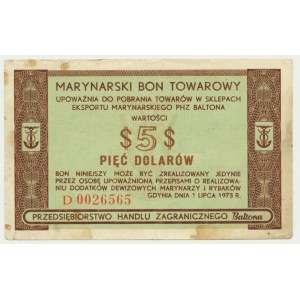 MARYNARSKI BON TOWAROWY
UPOWAŻNIA DO POBRANIA TOWARÓW W SKLEPACH
EKSPORTU MARYNARSKIEGO PHZ BALTONA
WARTOŚCI
$5$
PIĘĆ DOLARÓW
BON NINIEJSZY MOŻE BYĆ ZREALIZOWANY JEDYNIE
PRZEZ OSOBĘ UPOWAŻNIONĄ PRZEPISAMI O REALIZOWA-
NIU DODATKÓW DEWIZOWYCH MARYNARZY I RYBAKÓW
D 0026565
GDYNIA DNIA 1 LIPCA 1973 R.
PRZEDSIĘBIORSTWO HANDLU ZAGRANICZNEGO Baltona